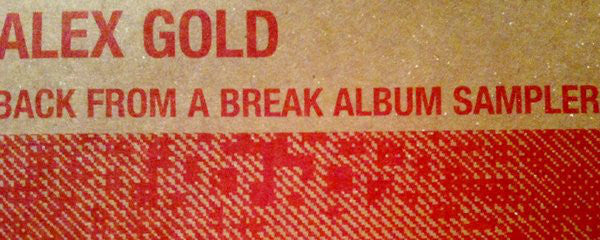 ALEX GOLD
BACK FROM A BREAK ALBUM SAMPLER